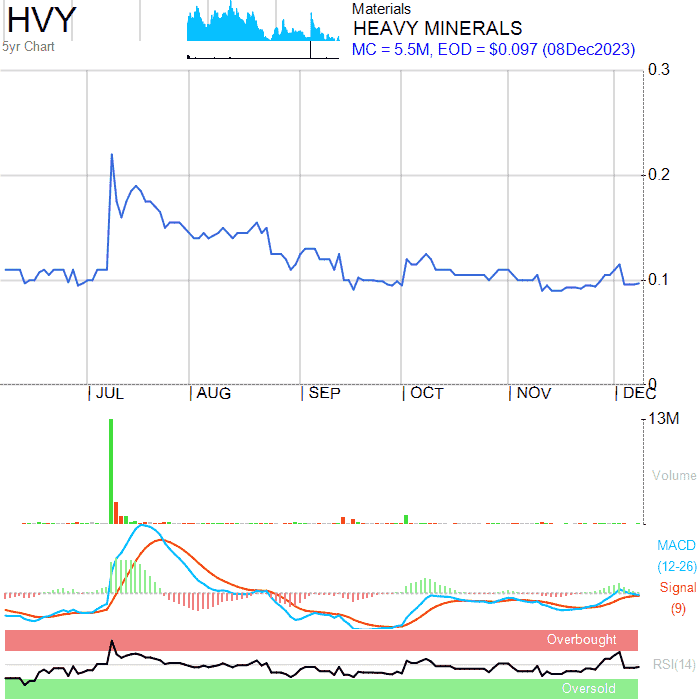 HVY
5yr Chart
Materials
HEAVY MINERALS
MC = 5.5M, EOD = $0.097 (08Dec2023)
0.3
0.2
0.1
0
JUL AUG SEP OCT NOV DEC
13M
Volume
MACD
(12-26)
Signal
(9)
Overbought
RSI(14)
Oversold